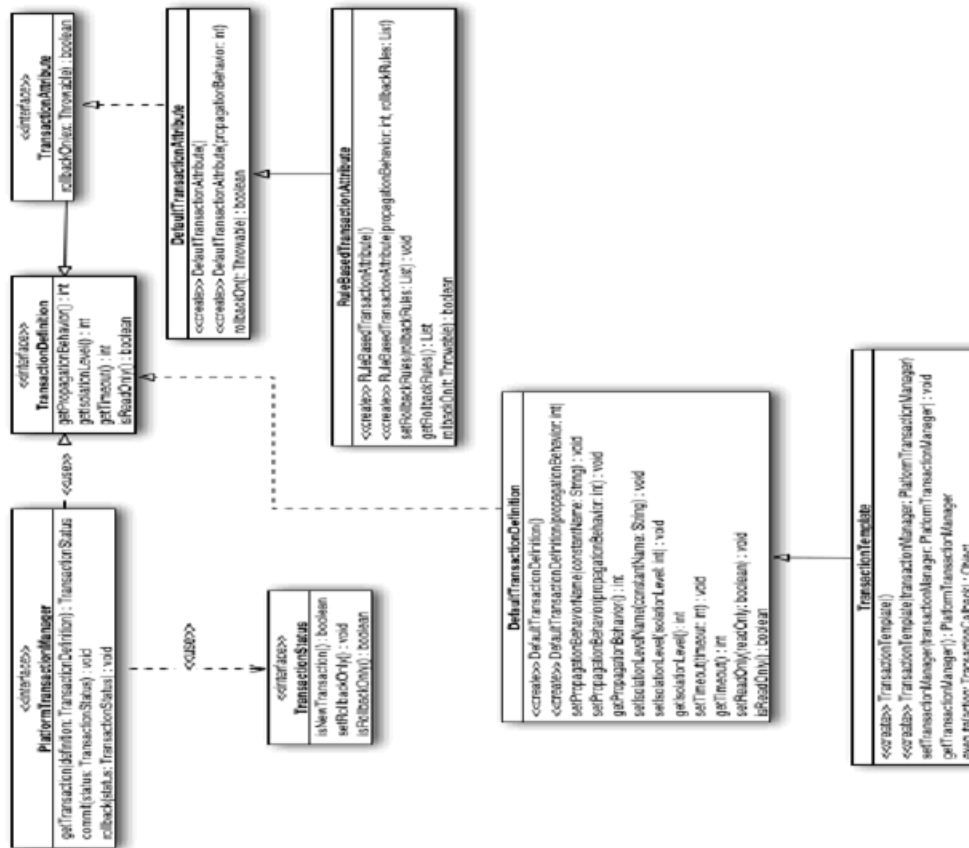 <<interface>>
PlatformTransactionManager
getTransaction(definition: TransactionDefinition) : TransactionStatus
commit(status: TransactionStatus) : void
rollback(status: TransactionStatus) : void
<<use>>
<<interface>>
TransactionDefinition
getPropagationBehavior() : int
getIsolationLevel() : int
getTimeout() : int
isReadOnly() : boolean
<<interface>>
TransactionAttribute
rollbackOn(ex: Throwable) : boolean
<<use>>
<<interface>>
TransactionStatus
isNewTransaction() : boolean
setRollbackOnly() : void
isRollbackOnly() : boolean
DefaultTransactionAttribute
<<create>> DefaultTransactionAttribute()
<<create>> DefaultTransactionAttribute(propagationBehavior: int)
rollbackOn(t: Throwable) : boolean
RuleBasedTransactionAttribute
<<create>> RuleBasedTransactionAttribute()
<<create>> RuleBasedTransactionAttribute(propagationBehavior: int, rollbackRules: List)
setRollbackRules(rollbackRules: List) : void
getRollbackRules() : List
rollbackOn(t: Throwable) : boolean
DefaultTransactionDefinition
<<create>> DefaultTransactionDefinition()
<<create>> DefaultTransactionDefinition(propagationBehavior: int)
setPropagationBehaviorName(constantName: String) : void
setPropagationBehavior(propagationBehavior: int) : void
getPropagationBehavior() : int
setIsolationLevelName(constantName: String) : void
setIsolationLevel(isolationLevel: int) : void
getIsolationLevel() : int
setTimeout(timeout: int) : void
getTimeout() : int
setReadOnly(readOnly: boolean) : void
isReadOnly() : boolean
TransactionTemplate
<<create>> TransactionTemplate()
<<create>> TransactionTemplate(transactionManager: PlatformTransactionManager)
setTransactionManager(transactionManager: PlatformTransactionManager) : void
getTransactionManager() : PlatformTransactionManager
execute(action: TransactionCallback) : Object